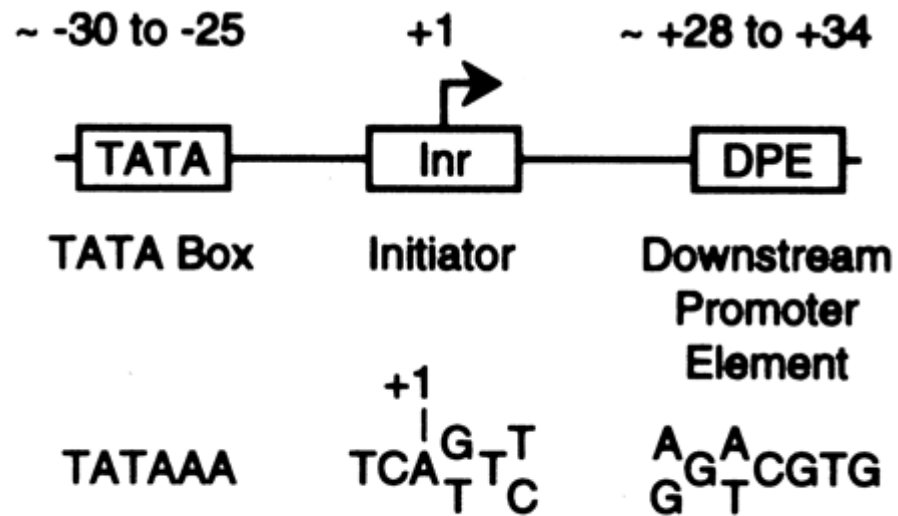 ~ -30 to -25 +1 ~ +28 to +34
TATA Inr DPE
TATA Box Initiator Downstream
Promoter
Element
+1
G T A A
TATAAA TCA T G CGTG
T C G T